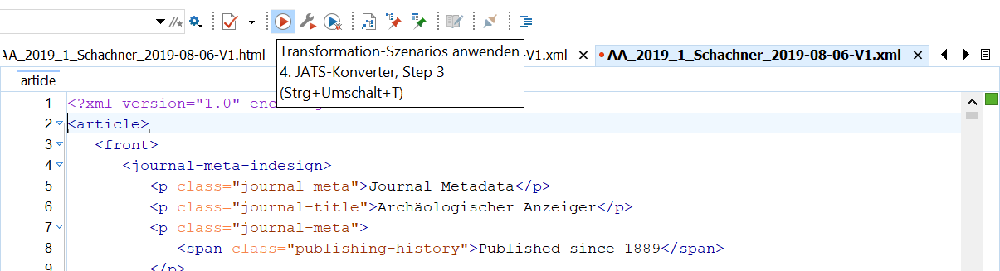 Transformation-Szenarios anwenden
4. JATS-Konverter, Step 3
(Strg+Umschalt+T)
AA_2019_1_Schachner_2019-08-06-V1.html
-V1.xml
AA_2019_1_Schachner_2019-08-06-V1.xml
article
1 <?xml version="1.0"
2 <article>
3 <front>
4 <journal-meta-indesign>
5 <p class="journal-meta">Journal Metadata</p>
6 <p class="journal-title">Archäologischer Anzeiger</p>
7 <p class="journal-meta">
8 <span class="publishing-history">Published since 1889</span>
9 </p>